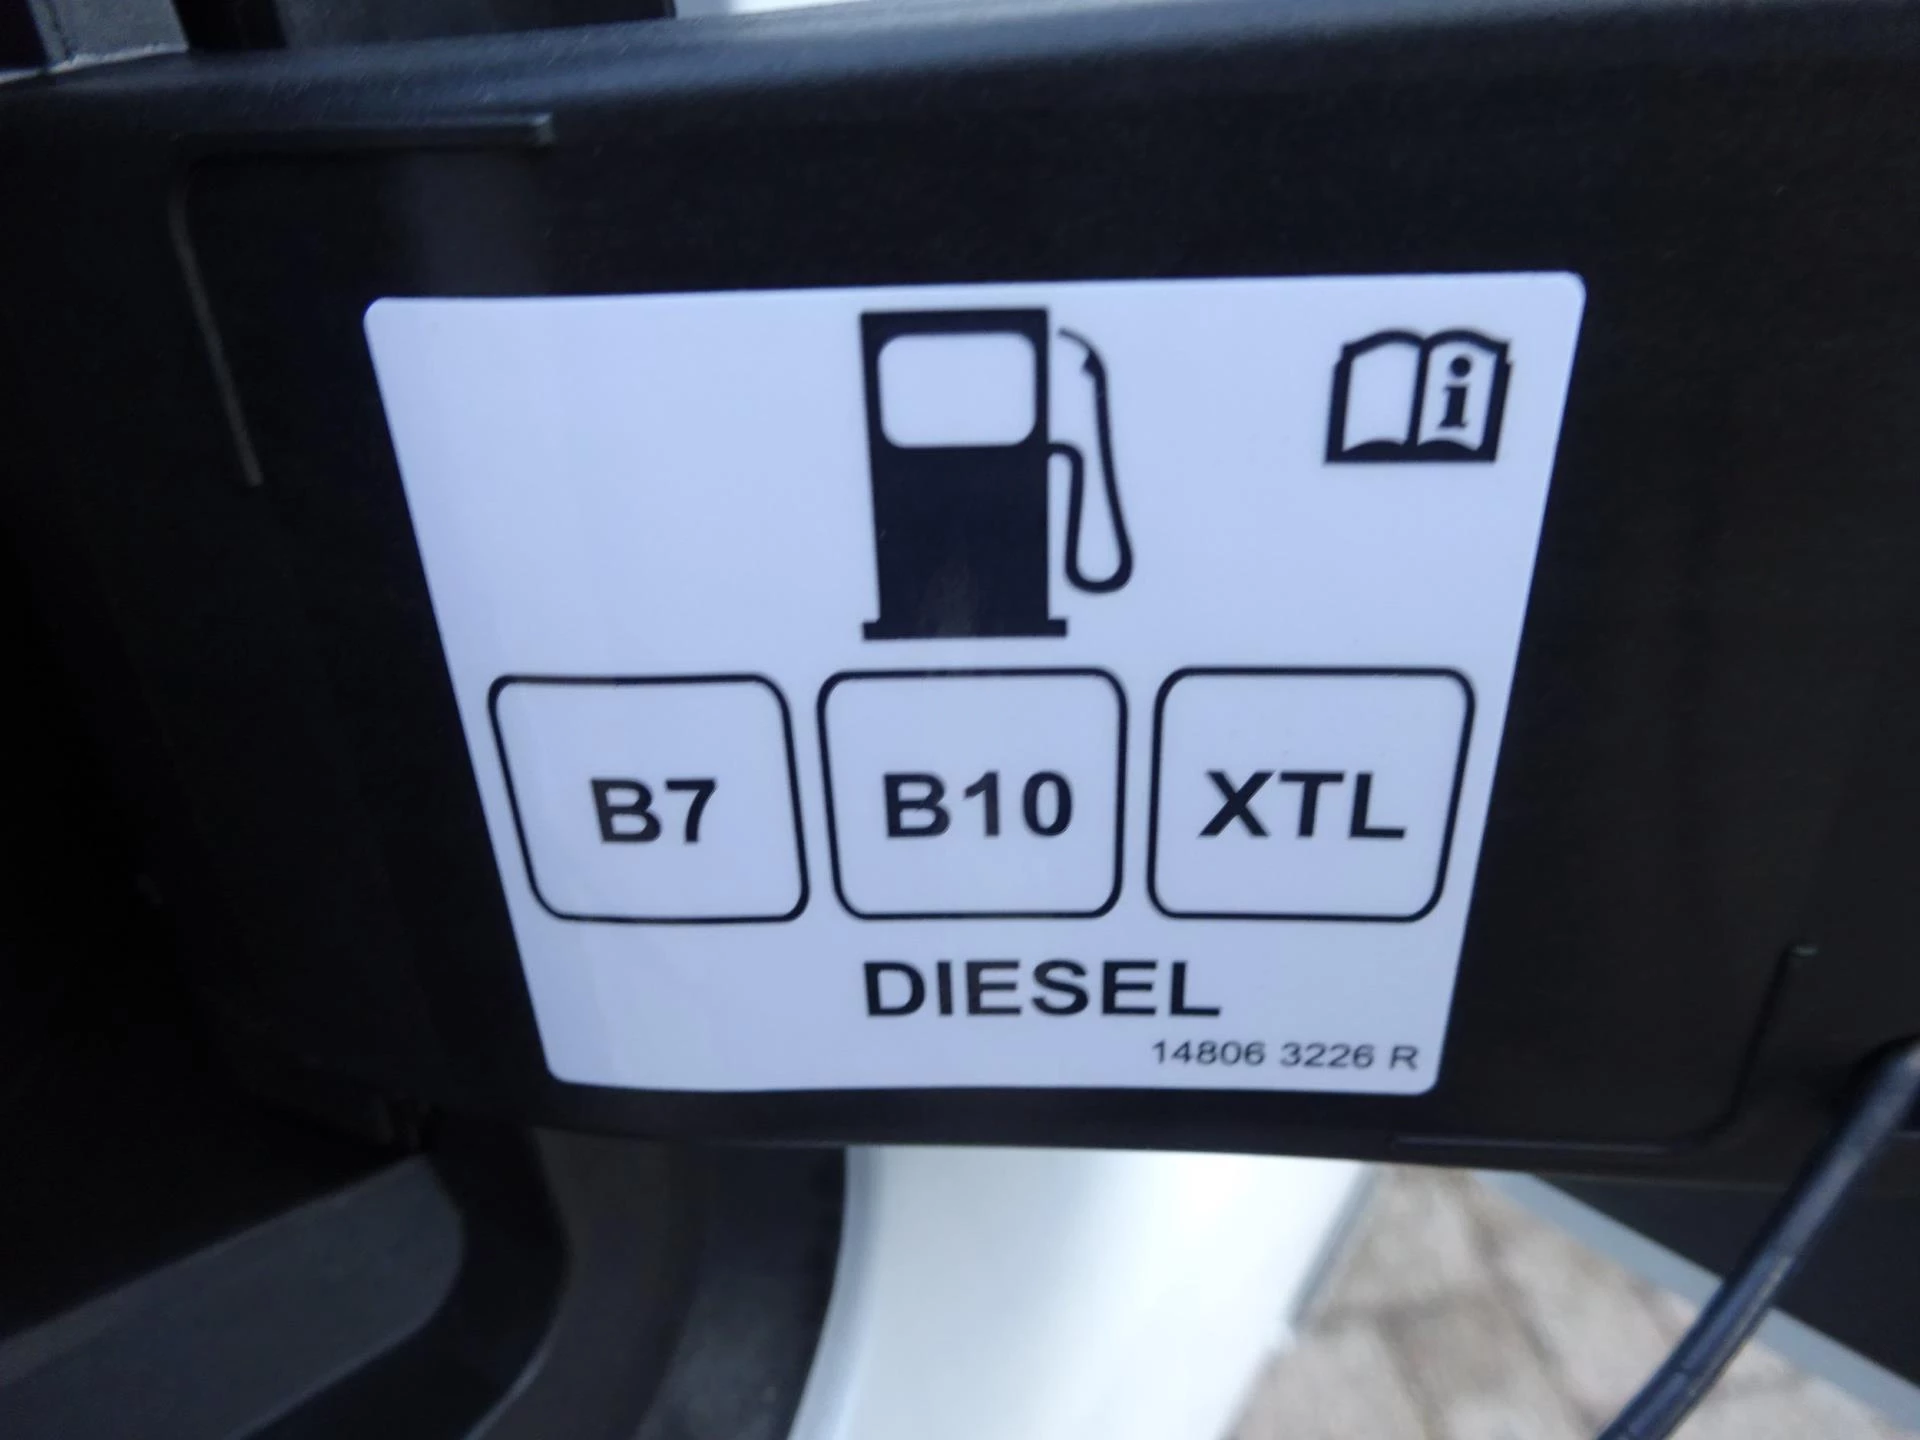 i
B7 B10 XTL
DIESEL
14806 3226 R